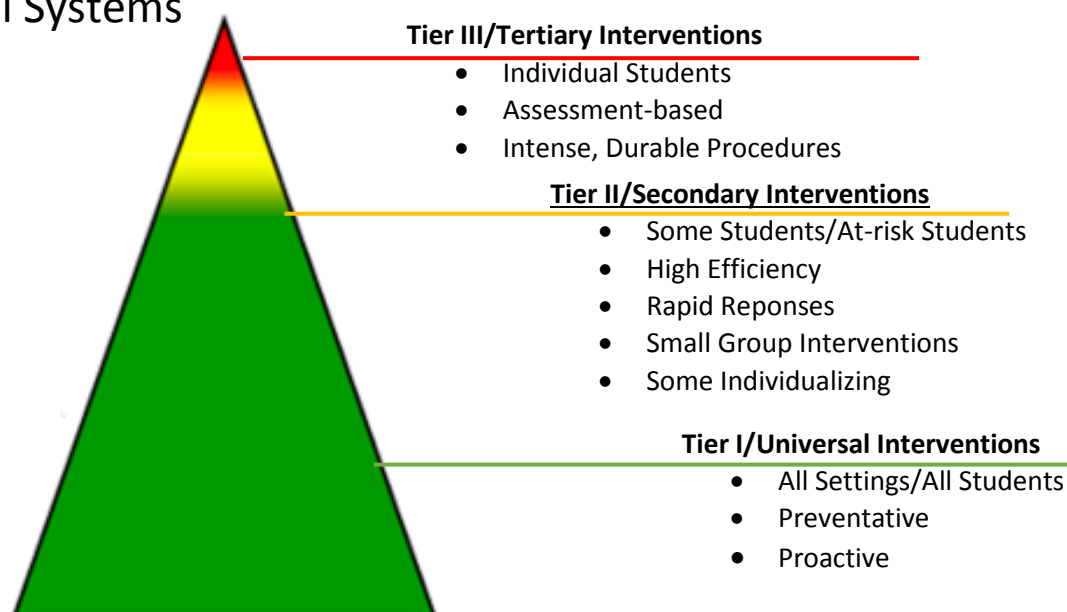 Systems
Tier III/Tertiary Interventions
• Individual Students
• Assessment-based
• Intense, Durable Procedures
Tier II/Secondary Interventions
• Some Students/At-risk Students
• High Efficiency
• Rapid Reponses
• Small Group Interventions
• Some Individualizing
Tier I/Universal Interventions
• All Settings/All Students
• Preventative
• Proactive